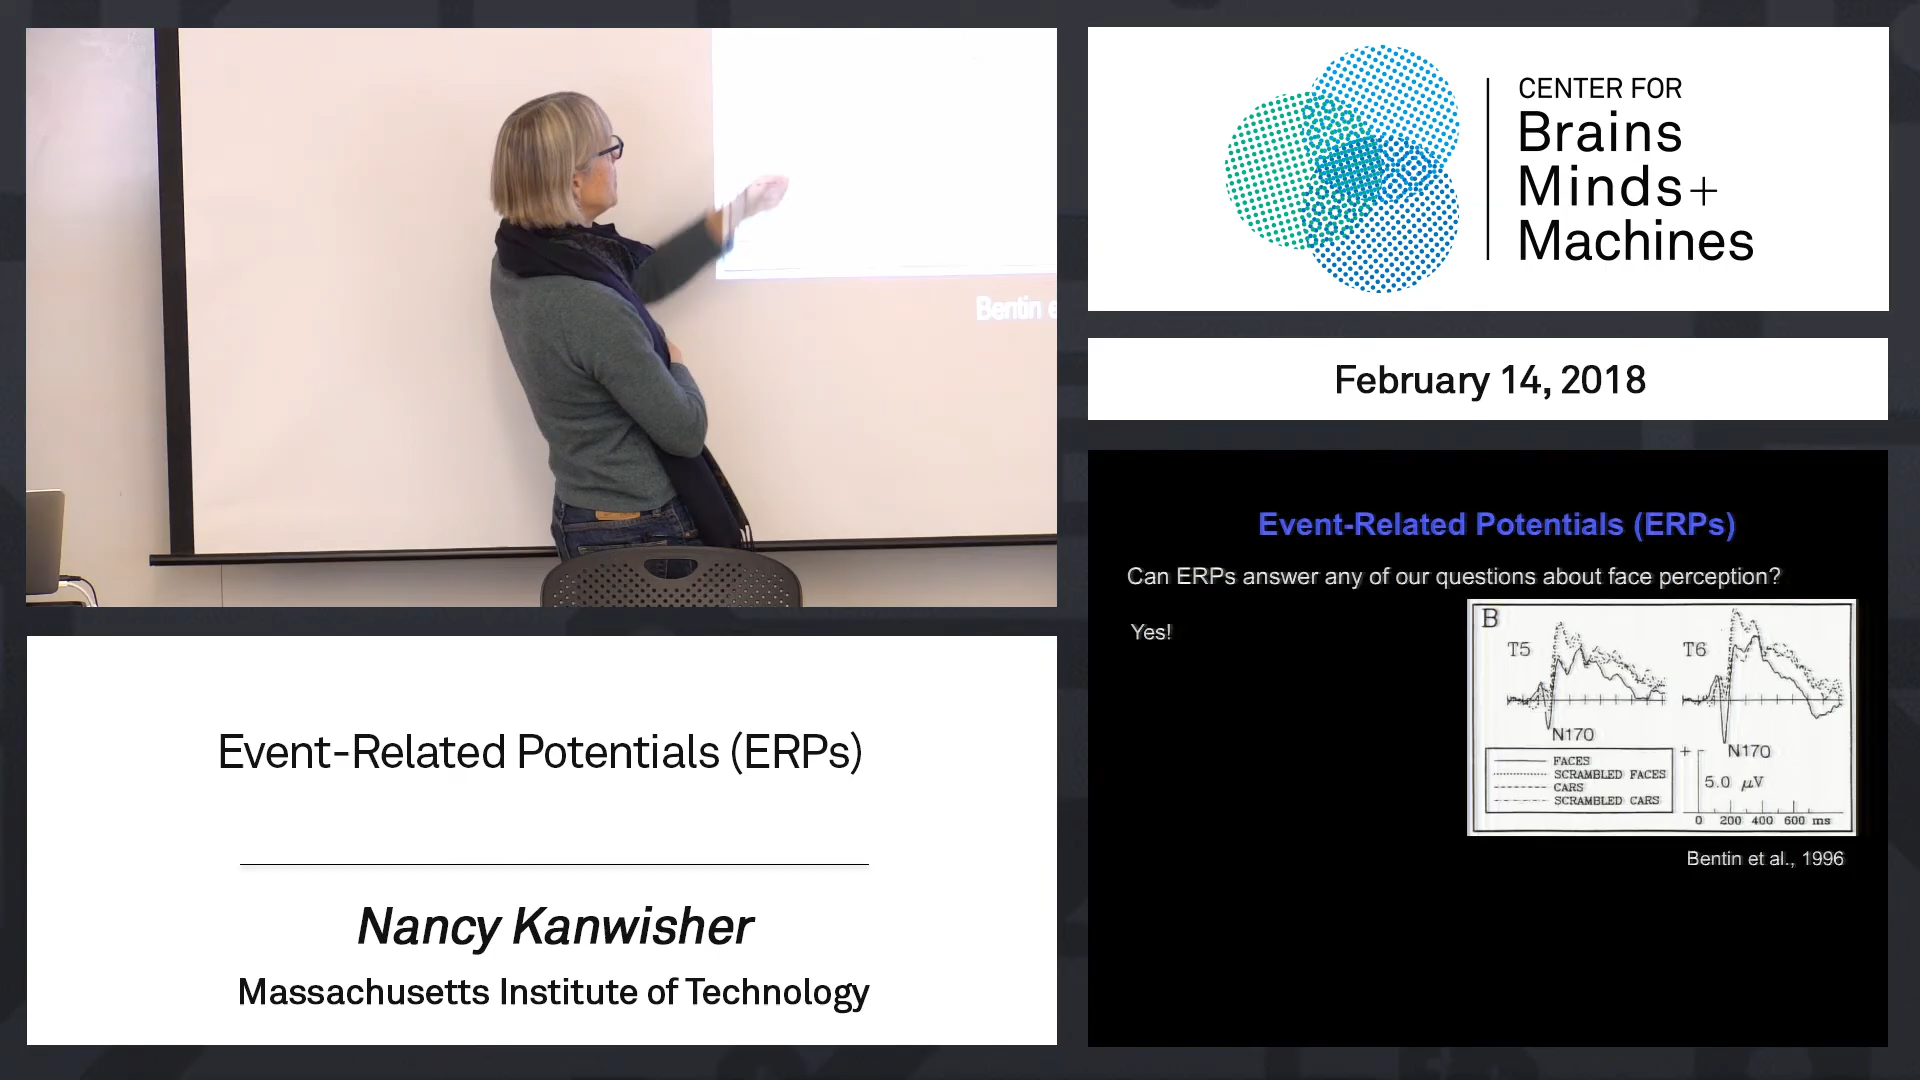 Bentin e
CENTER FOR
Brains
Minds+
Machines
February 14, 2018
Event-Related Potentials (ERPs)
Can ERPs answer any of our questions about face perception?
Yes!
B
T5
T6
N170
N170
FACES
SCRAMBLED FACES
CARS
SCRAMBLED CARS
+
5.0 μV
0 200 400 600 ms
Bentin et al., 1996
Event-Related Potentials (ERPs)
Nancy Kanwisher
Massachusetts Institute of Technology